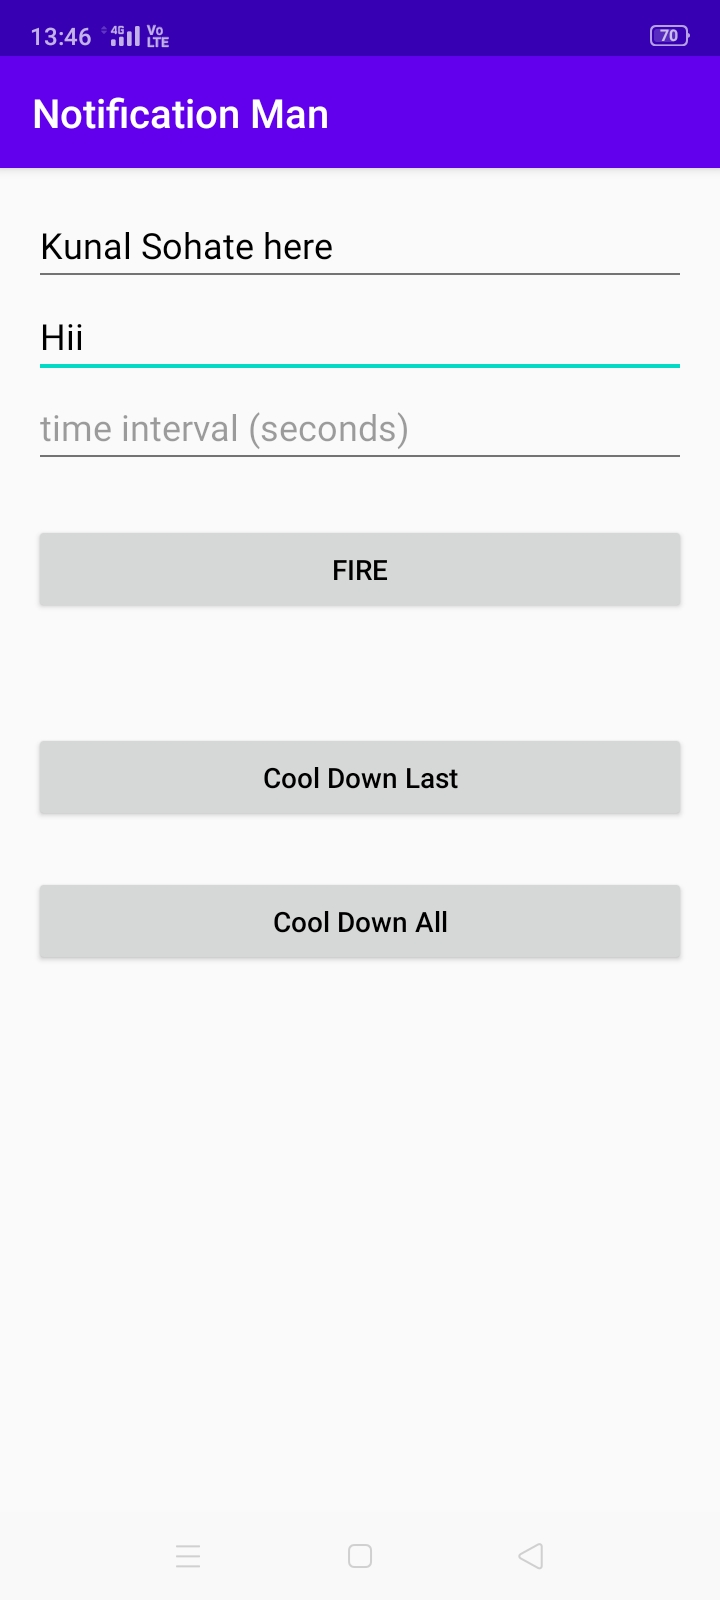 13:46 4G Vo LTE 70
Notification Man
Kunal Sohate here
Hii
time interval (seconds)
FIRE
Cool Down Last
Cool Down All